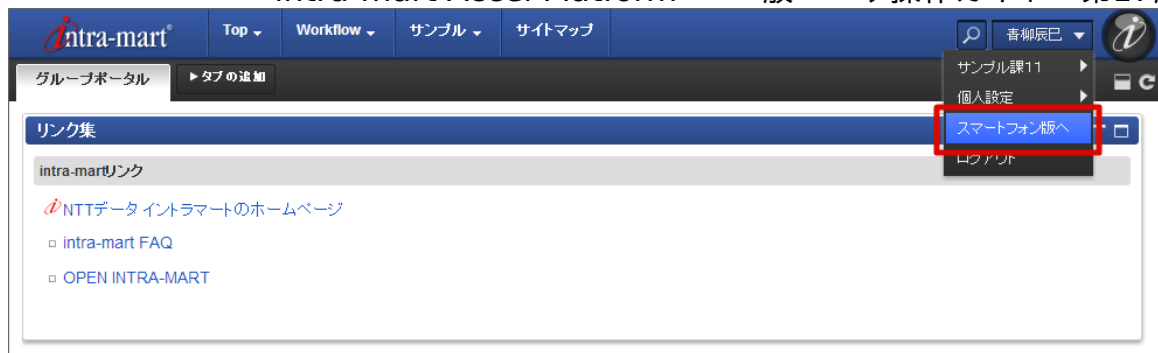 intra-mart Top Workflow サンプル サイトマップ 青柳辰巳
グループポータル タブの追加
サンプル課11
個人設定
スマートフォン版へ
ログアウト
リンク集
intra-martリンク
NTTデータ イントラマートのホームページ
intra-mart FAQ
OPEN INTRA-MART